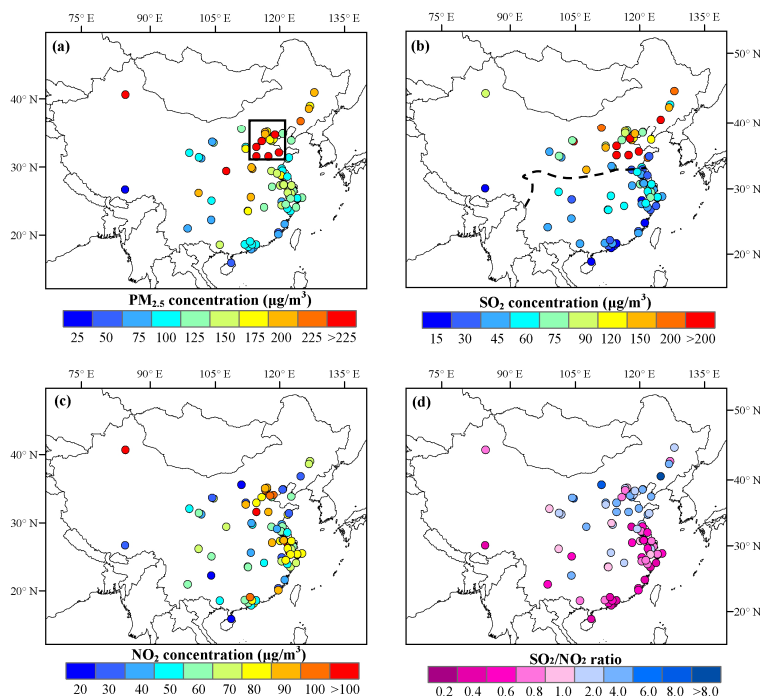 75° E 90° E 105° E 120° E 135° E
75° E 90° E 105° E 120° E 135° E
(a)
(b)
40° N
30° N
20° N
50° N
40° N
30° N
20° N
PM2.5 concentration (μg/m³)
25 50 75 100 125 150 175 200 225 >225
SO2 concentration (μg/m³)
15 30 45 60 75 90 120 150 200 >200
75° E 90° E 105° E 120° E 135° E
75° E 90° E 105° E 120° E 135° E
(c)
(d)
40° N
30° N
20° N
50° N
40° N
30° N
20° N
NO2 concentration (μg/m³)
20 30 40 50 60 70 80 90 100 >100
SO2/NO2 ratio
0.2 0.4 0.6 0.8 1.0 2.0 4.0 6.0 8.0 >8.0